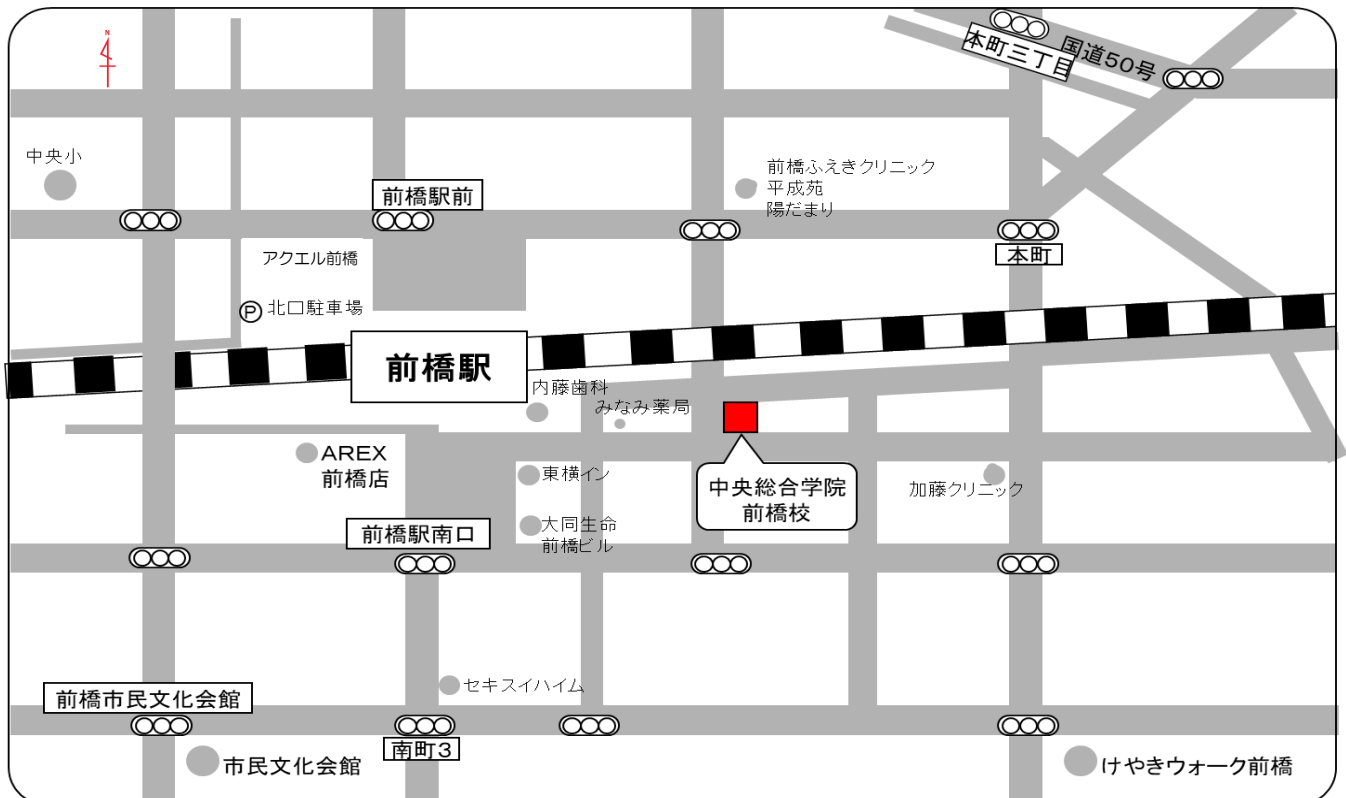 N
本町三丁目
国道50号
中央小
前橋駅前
前橋ふえきクリニック
平成苑
陽だまり
本町
アクエル前橋
P
北口駐車場
前橋駅
内藤歯科
みなみ薬局
AREX
前橋店
東横イン
中央総合学院
前橋校
加藤クリニック
前橋駅南口
大同生命
前橋ビル
セキスイハイム
前橋市民文化会館
南町3
市民文化会館
けやきウォーク前橋